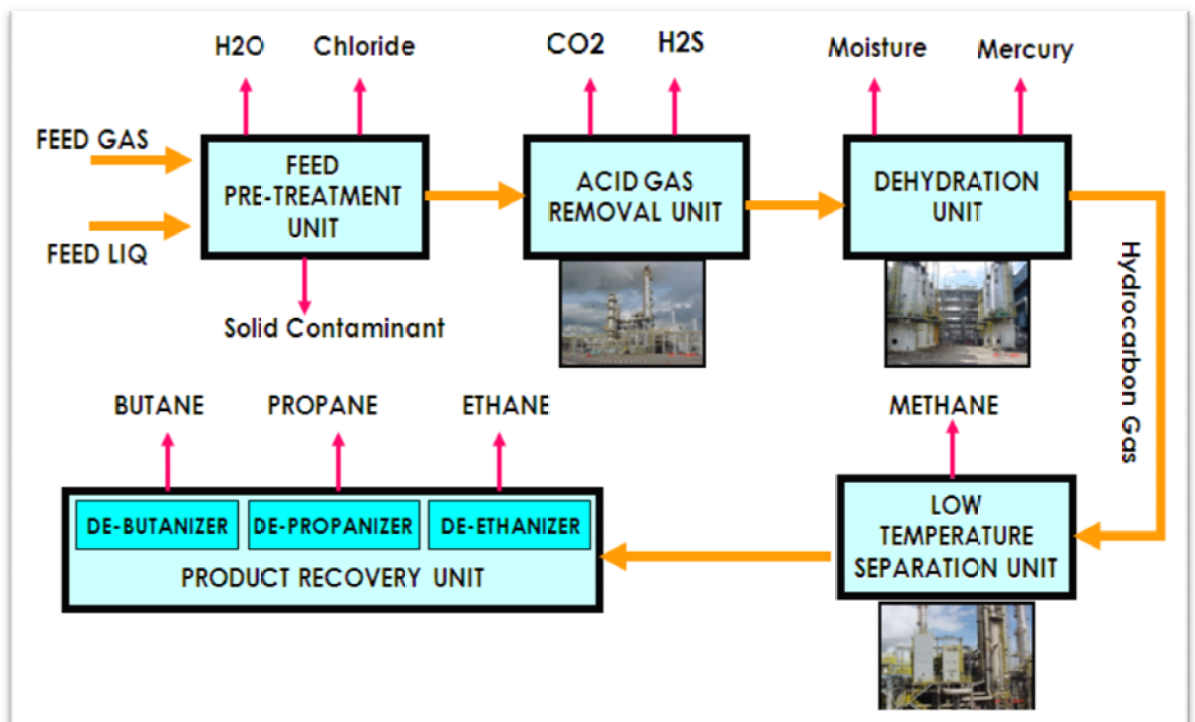 H2O
Chloride
CO2
H2S
Moisture
Mercury
FEED GAS
FEED LIQ
FEED
PRE-TREATMENT
UNIT
ACID GAS
REMOVAL UNIT
DEHYDRATION
UNIT
Solid Contaminant
Hydrocarbon Gas
BUTANE
PROPANE
ETHANE
METHANE
DE-BUTANIZER
DE-PROPANIZER
DE-ETHANIZER
PRODUCT RECOVERY UNIT
LOW
TEMPERATURE
SEPARATION UNIT